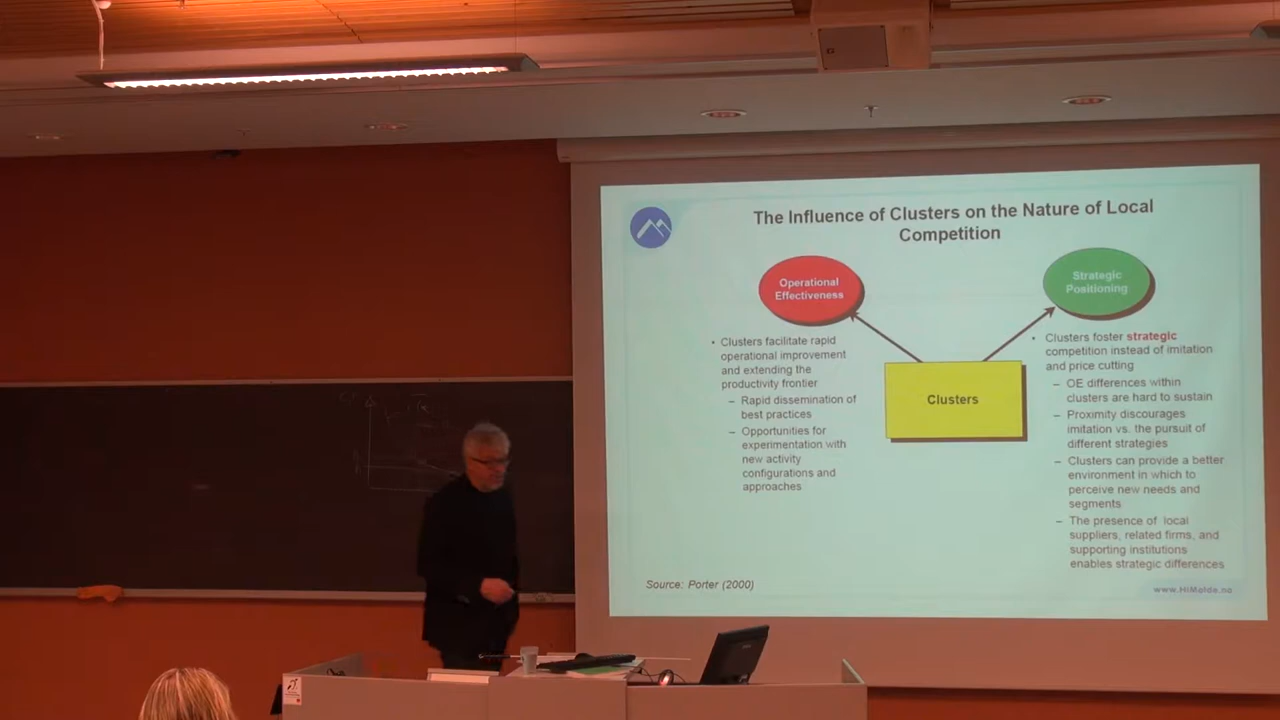 The Influence of Clusters on the Nature of Local
Competition
Operational
Effectiveness
Strategic
Positioning
Clusters
• Clusters facilitate rapid
operational improvement
and extending the
productivity frontier
– Rapid dissemination of
best practices
– Opportunities for
experimentation with
new activity
configurations and
approaches
• Clusters foster strategic
competition instead of imitation
and price cutting
– OE differences within
clusters are hard to sustain
– Proximity discourages
imitation vs. the pursuit of
different strategies
– Clusters can provide a better
environment in which to
perceive new needs and
segments
– The presence of local
suppliers, related firms, and
supporting institutions
enables strategic differences
Source: Porter (2000)
www.HiMolde.no